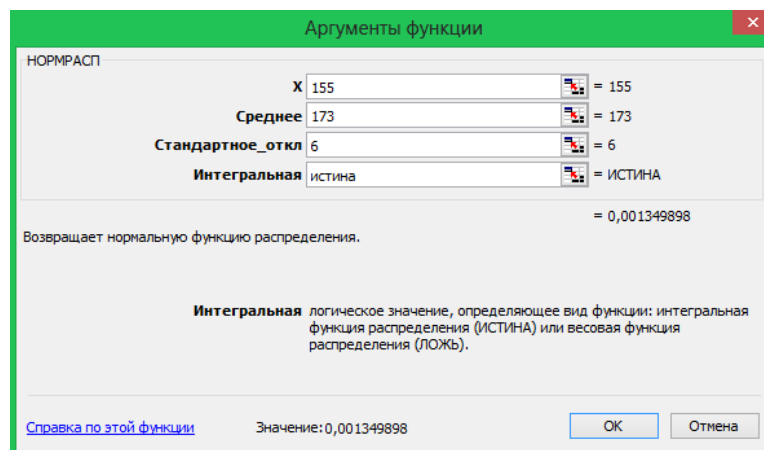 Аргументы функции
НОРМРАСП
X 155 = 155
Среднее 173 = 173
Стандартное_откл 6 = 6
Интегральная истина = ИСТИНА
= 0,001349898
Возвращает нормальную функцию распределения.
Интегральная логическое значение, определяющее вид функции: интегральная
функция распределения (ИСТИНА) или весовая функция
распределения (ЛОЖЬ).
Справка по этой функции Значение:0,001349898 ОК Отмена